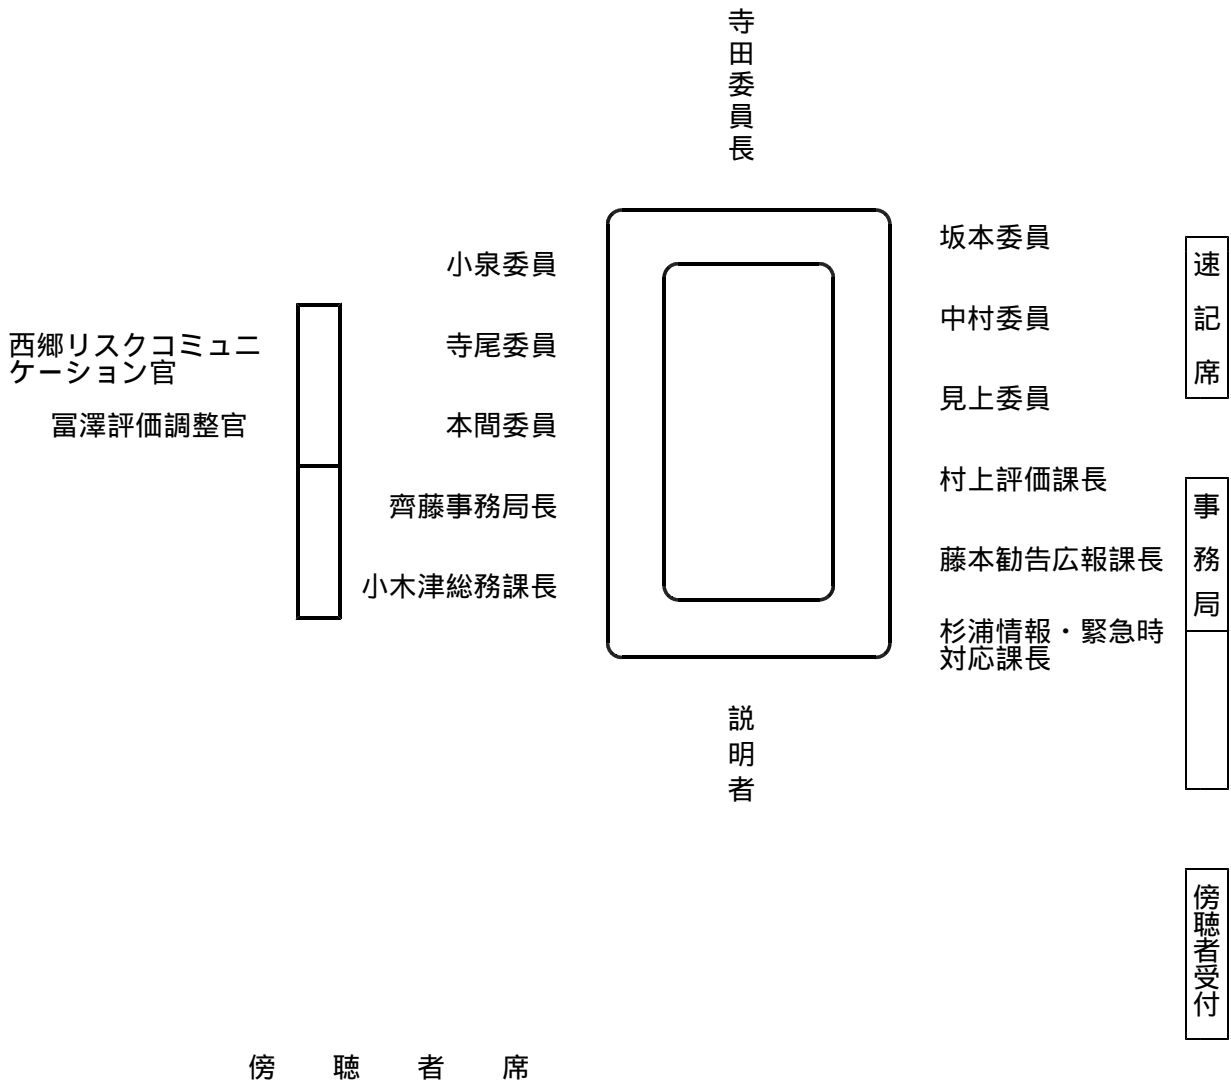 寺田委員長
坂本委員
小泉委員
中村委員
西郷リスクコミュニ
ケーション官
寺尾委員
見上委員
冨澤評価調整官
本間委員
村上評価課長
齊藤事務局長
藤本勧告広報課長
小木津総務課長
杉浦情報・緊急時
対応課長
速記席
事務局
説明者
傍聴者受付
傍聴者席